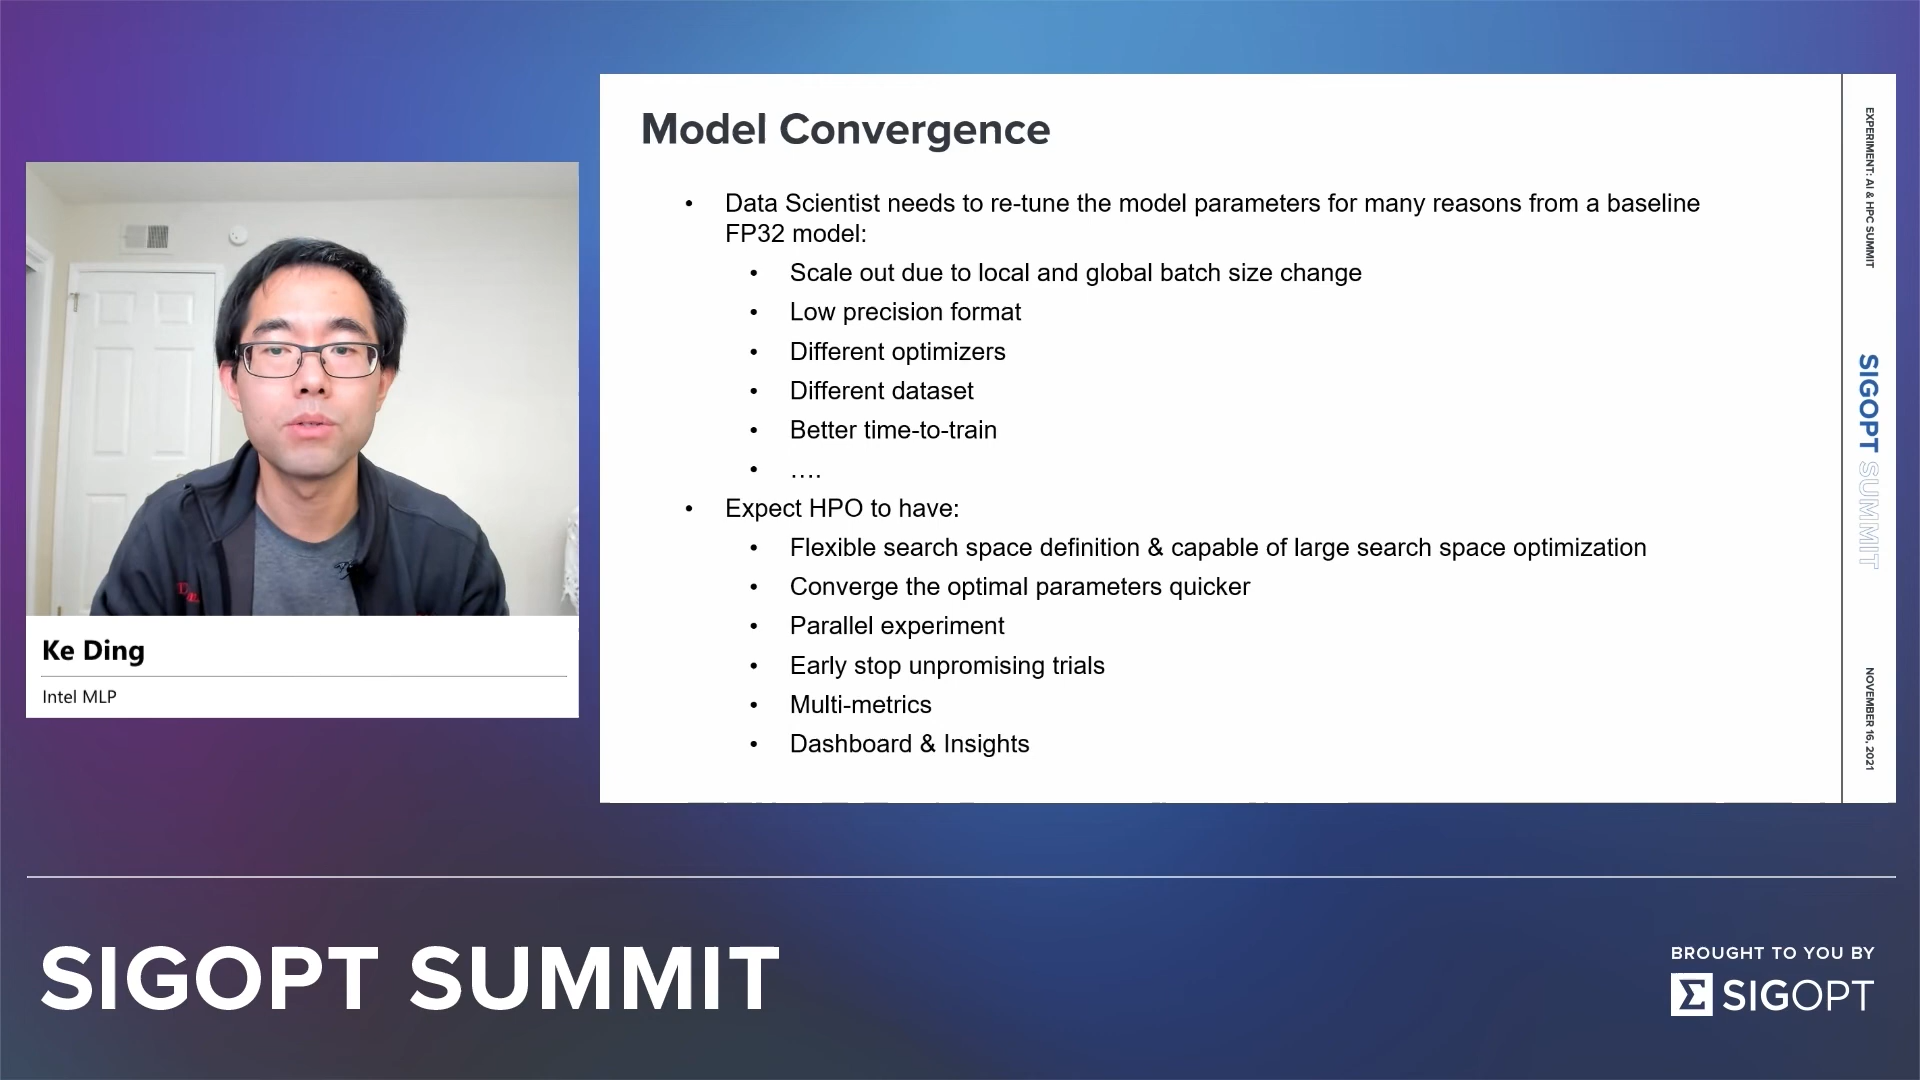 Model Convergence
• Data Scientist needs to re-tune the model parameters for many reasons from a baseline
FP32 model:
• Scale out due to local and global batch size change
• Low precision format
• Different optimizers
• Different dataset
• Better time-to-train
• ....
• Expect HPO to have:
• Flexible search space definition & capable of large search space optimization
• Converge the optimal parameters quicker
• Parallel experiment
• Early stop unpromising trials
• Multi-metrics
• Dashboard & Insights
EXPERIMENT: AI & HPC SUMMIT
SIGOPT SUMMIT
NOVEMBER 16, 2021
Ke Ding
Intel MLP
SIGOPT SUMMIT
BROUGHT TO YOU BY
SIGOPT